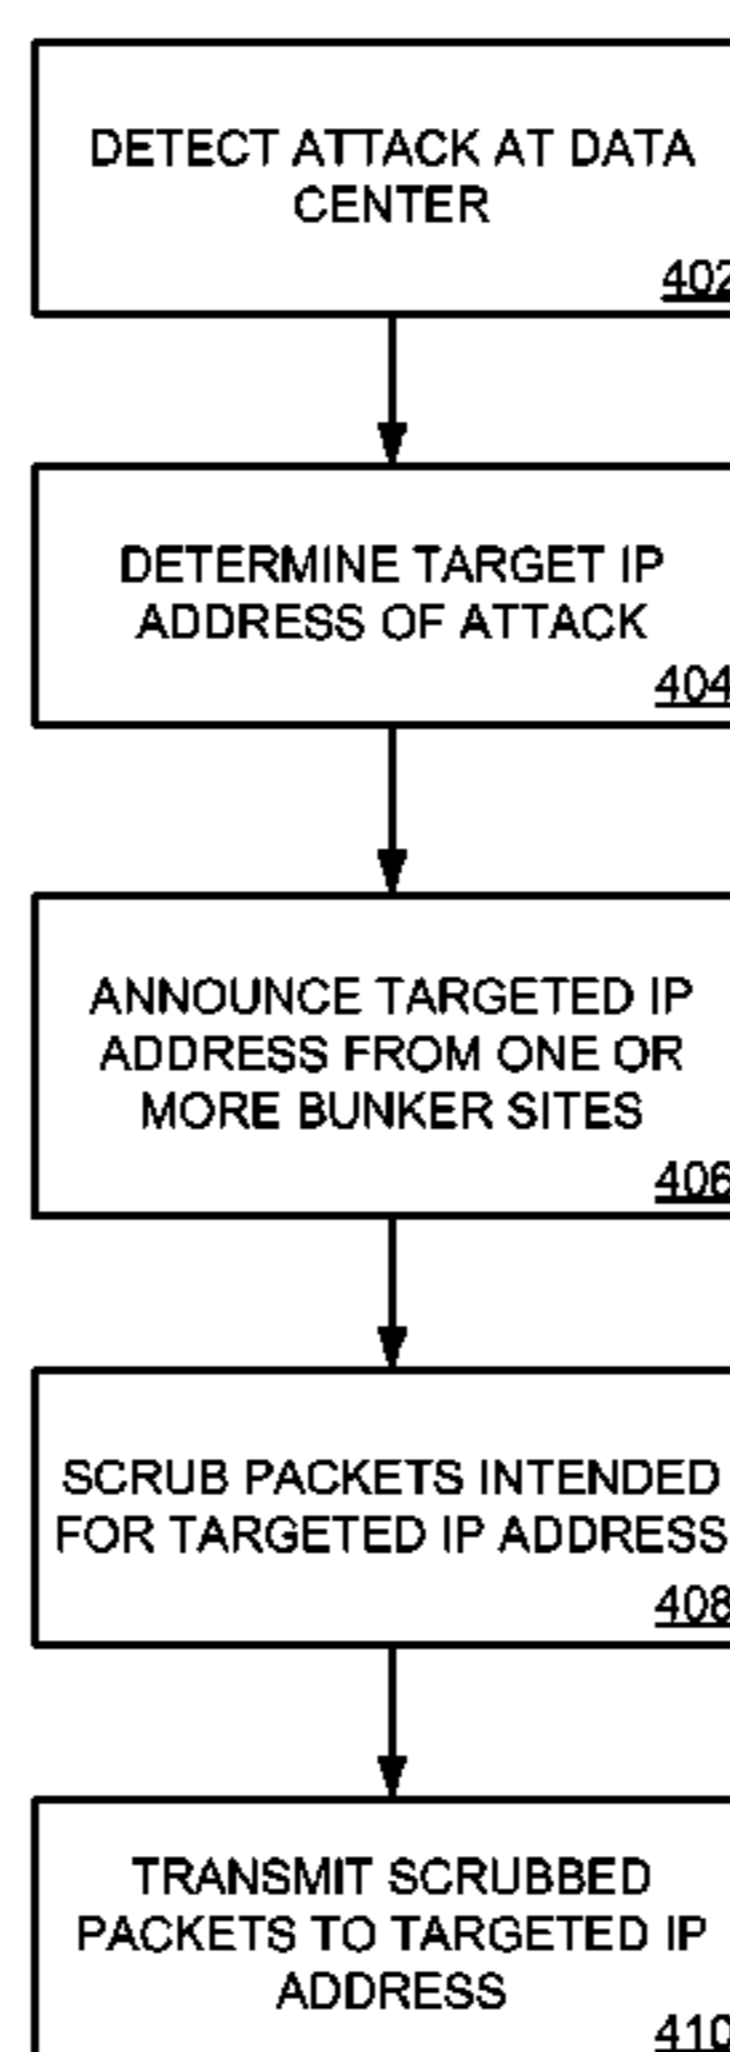 DETECT ATTACK AT DATA
CENTER
402
DETERMINE TARGET IP
ADDRESS OF ATTACK
404
ANNOUNCE TARGETED IP
ADDRESS FROM ONE OR
MORE BUNKER SITES
406
SCRUB PACKETS INTENDED
FOR TARGETED IP ADDRESS
408
TRANSMIT SCRUBBED
PACKETS TO TARGETED IP
ADDRESS
410